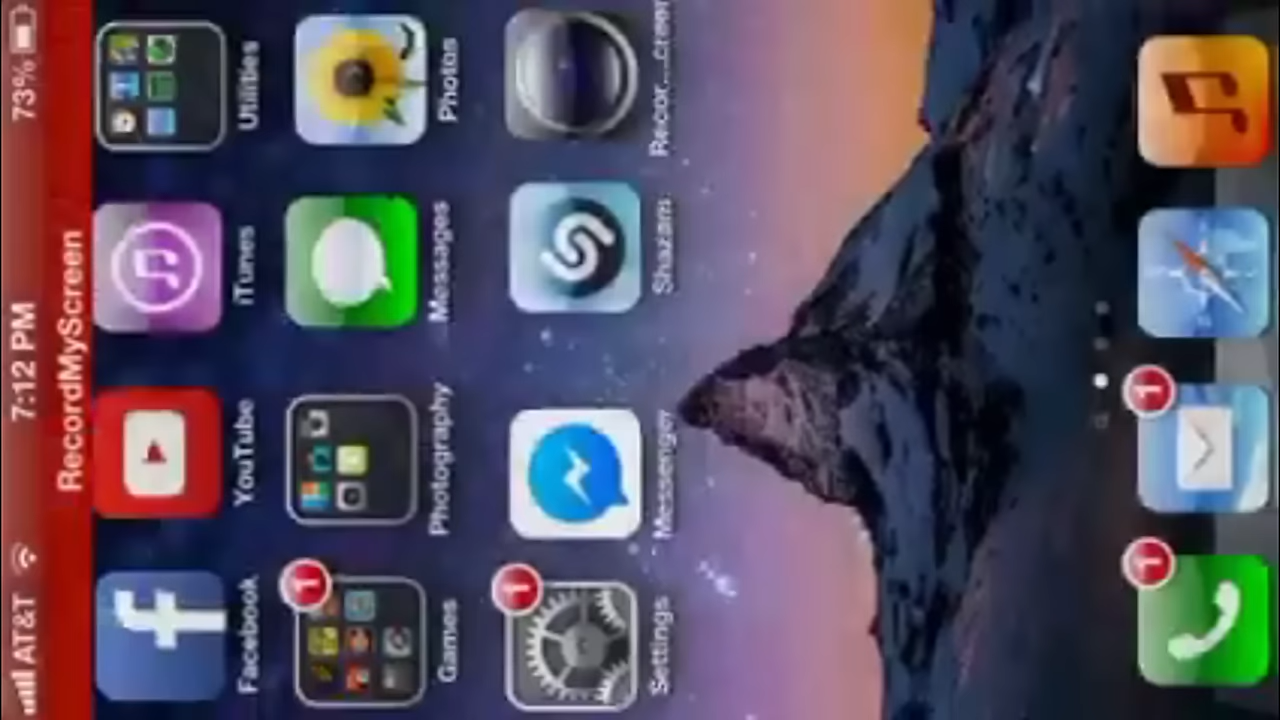 AT&T 7:12 PM 73%
RecordMyScreen
Facebook YouTube iTunes Utilities
1
Games Photography Messages Photos
1
Settings Messenger Shazam Recor...creen
1
1